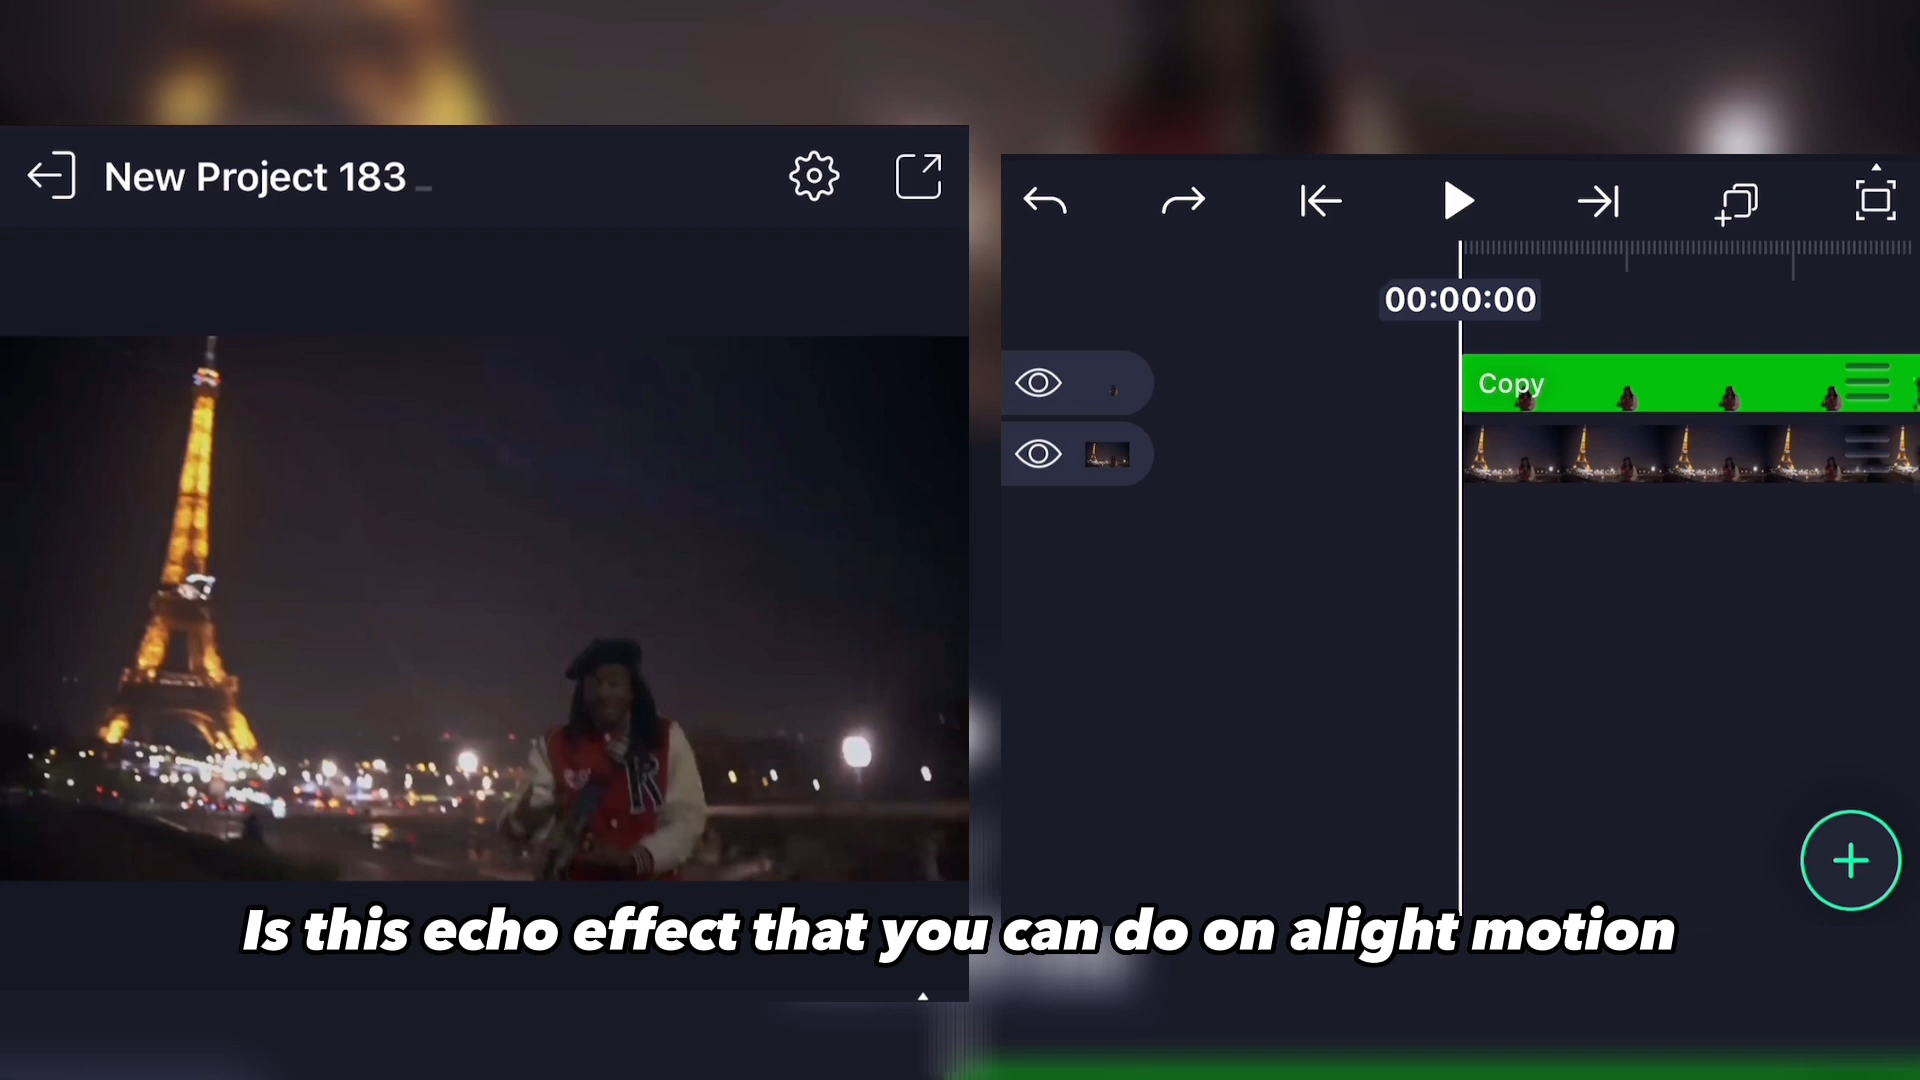 New Project 183
00:00:00
Copy
R
Is this echo effect that you can do on alight motion